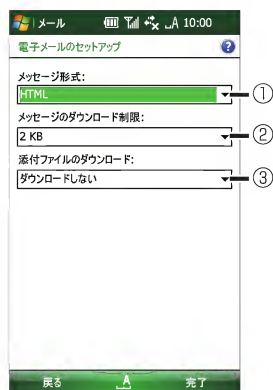 メール ␣A 10:00
電子メールのセットアップ
メッセージ形式:
HTML
①
メッセージのダウンロード制限:
2 KB
②
添付ファイルのダウンロード:
ダウンロードしない
③
戻る A 完了